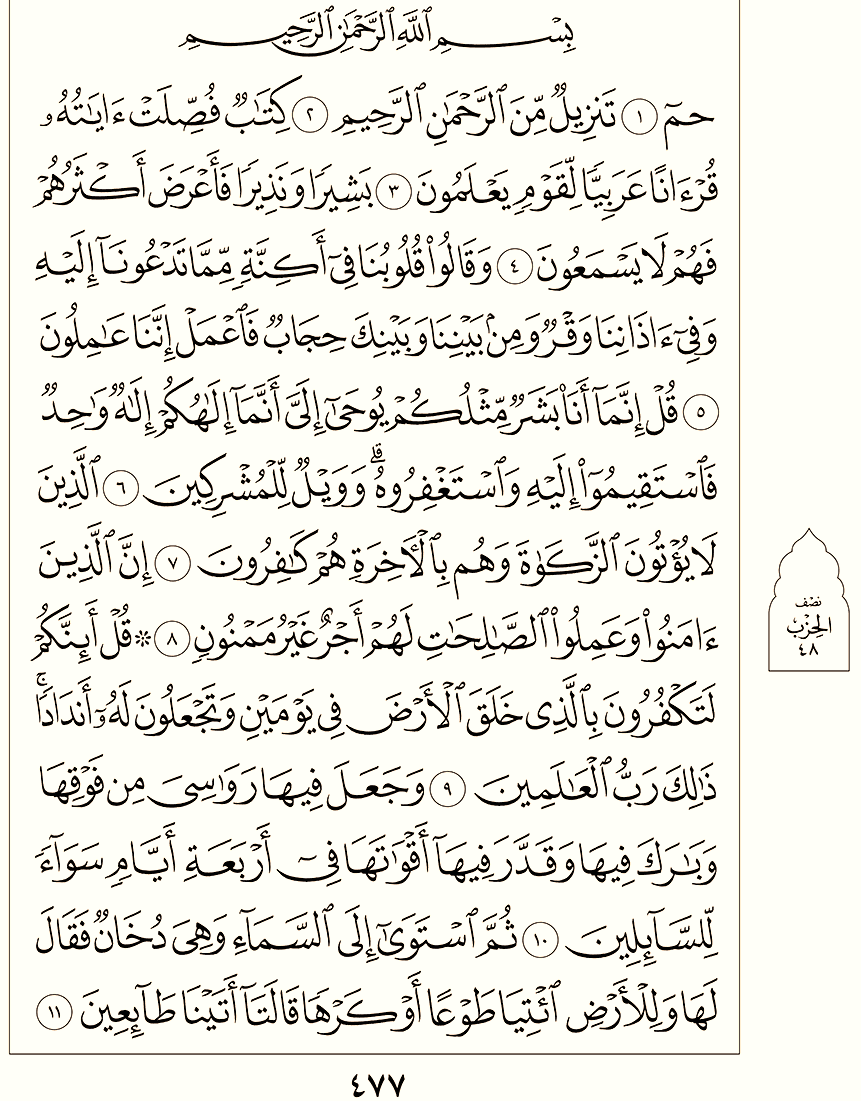 بِسْمِ ٱللَّهِ ٱلرَّحْمَٰنِ ٱلرَّحِيمِ
حمٓ ١ تَنزِيلٌ مِّنَ ٱلرَّحْمَٰنِ ٱلرَّحِيمِ ٢ كِتَٰبٌ فُصِّلَتْ ءَايَٰتُهُۥ
قُرْءَانًا عَرَبِيًّا لِّقَوْمٍ يَعْلَمُونَ ٣ بَشِيرًا وَنَذِيرًا فَأَعْرَضَ أَكْثَرُهُمْ
فَهُمْ لَا يَسْمَعُونَ ٤ وَقَالُوا۟ قُلُوبُنَا فِىٓ أَكِنَّةٍ مِّمَّا تَدْعُونَآ إِلَيْهِ
وَفِىٓ ءَاذَانِنَا وَقْرٌ وَمِنۢ بَيْنِنَا وَبَيْنِكَ حِجَابٌ فَٱعْمَلْ إِنَّنَا عَٰمِلُونَ
٥ قُلْ إِنَّمَآ أَنَا۠ بَشَرٌ مِّثْلُكُمْ يُوحَىٰٓ إِلَىَّ أَنَّمَآ إِلَٰهُكُمْ إِلَٰهٌ وَٰحِدٌ
فَٱسْتَقِيمُوٓا۟ إِلَيْهِ وَٱسْتَغْفِرُوهُ ۗ وَوَيْلٌ لِّلْمُشْرِكِينَ ٦ ٱلَّذِينَ
لَا يُؤْتُونَ ٱلزَّكَوٰةَ وَهُم بِٱلْءَاخِرَةِ هُمْ كَٰفِرُونَ ٧ إِنَّ ٱلَّذِينَ
ءَامَنُوا۟ وَعَمِلُوا۟ ٱلصَّٰلِحَٰتِ لَهُمْ أَجْرٌ غَيْرُ مَمْنُونٍ ٨ ۞ قُلْ أَئِنَّكُمْ
لَتَكْفُرُونَ بِٱلَّذِى خَلَقَ ٱلْأَرْضَ فِى يَوْمَيْنِ وَتَجْعَلُونَ لَهُۥٓ أَندَادًا ۚ
ذَٰلِكَ رَبُّ ٱلْعَٰلَمِينَ ٩ وَجَعَلَ فِيهَا رَوَٰسِىَ مِن فَوْقِهَا
وَبَٰرَكَ فِيهَا وَقَدَّرَ فِيهَآ أَقْوَٰتَهَا فِىٓ أَرْبَعَةِ أَيَّامٍ سَوَآءً
لِّلسَّآئِلِينَ ١٠ ثُمَّ ٱسْتَوَىٰٓ إِلَى ٱلسَّمَآءِ وَهِىَ دُخَانٌ فَقَالَ
لَهَا وَلِلْأَرْضِ ٱئْتِيَا طَوْعًا أَوْ كَرْهًا قَالَتَآ أَتَيْنَا طَآئِعِينَ ١١
نصف
الحزب
٤٨
٤٧٧